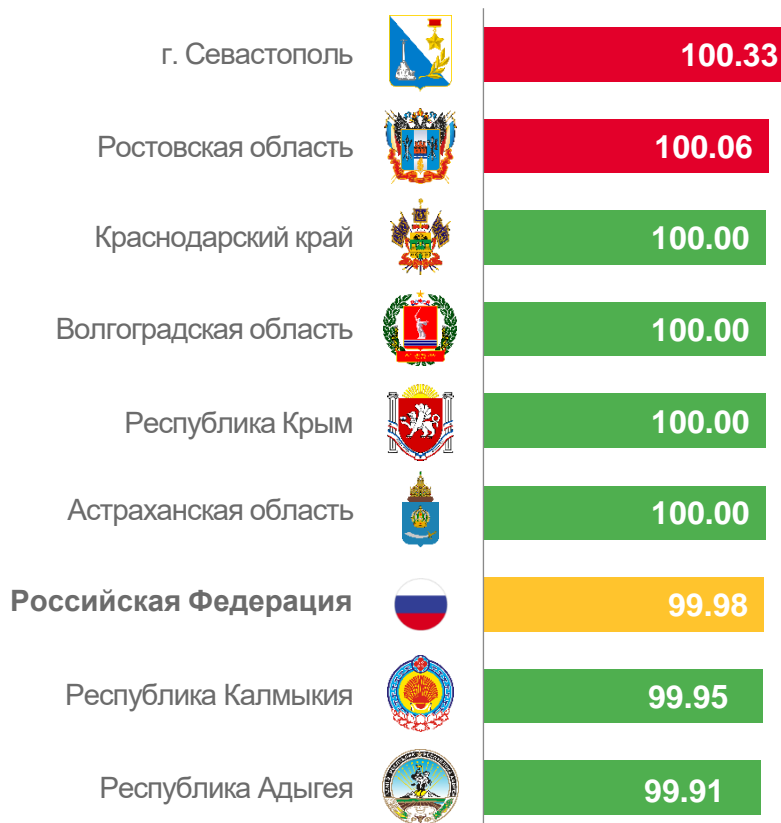 г. Севастополь 100.33
Ростовская область 100.06
Краснодарский край 100.00
Волгоградская область 100.00
Республика Крым 100.00
Астраханская область 100.00
Российская Федерация 99.98
Республика Калмыкия 99.95
Республика Адыгея 99.91